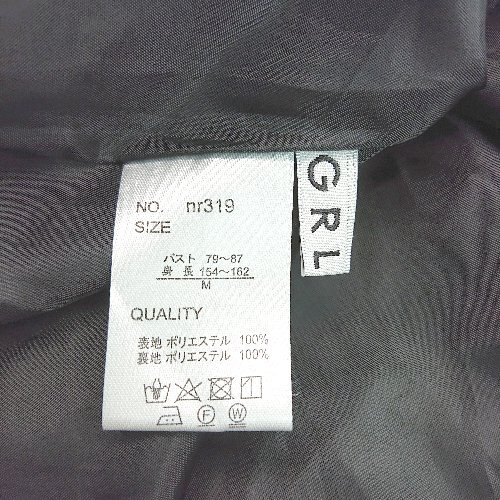 NO. nr319
SIZE
バスト 79〜87
身 長 154〜162
M
QUALITY
表地 ポリエステル 100%
裏地 ポリエステル 100%
F W
GRL